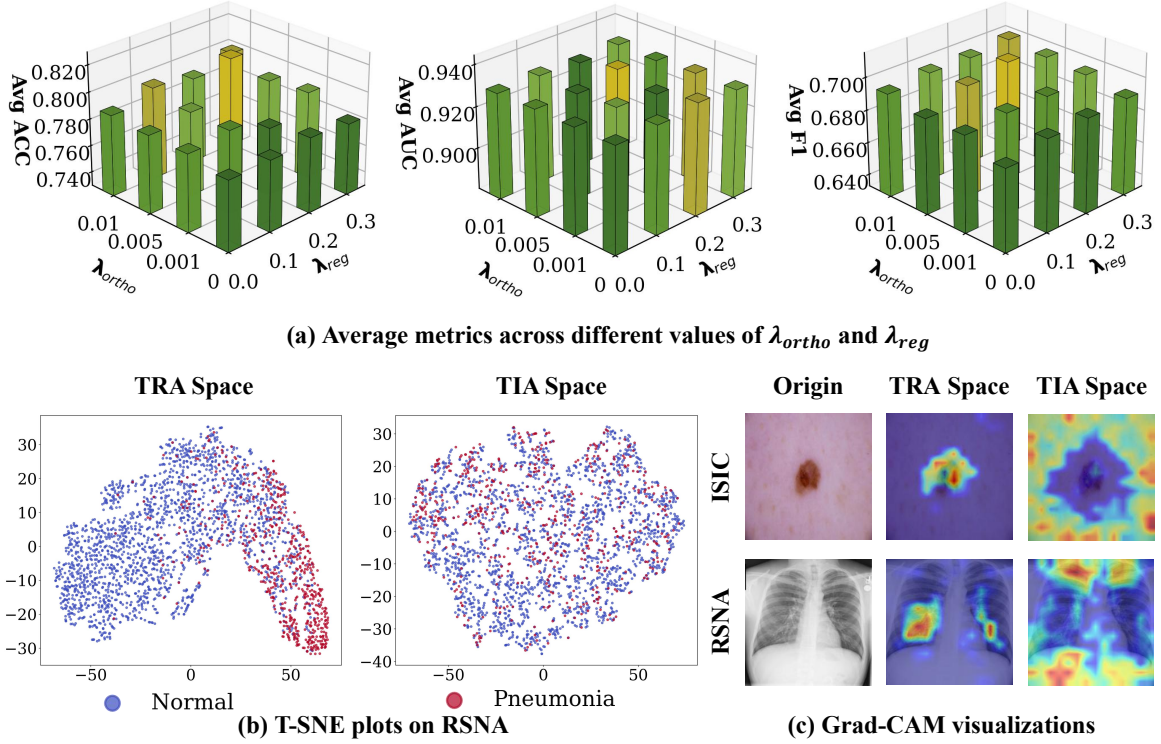 Avg ACC
0.820
0.800
0.780
0.760
0.740
0.01
0.005
0.001
0
λortho
0.0
0.1
0.2
0.3
λreg
Avg AUC
0.940
0.920
0.900
0.01
0.005
0.001
0
λortho
0.0
0.1
0.2
0.3
λreg
Avg F1
0.700
0.680
0.660
0.640
0.01
0.005
0.001
0
λortho
0.0
0.1
0.2
0.3
λreg
(a) Average metrics across different values of λortho and λreg
TRA Space
30
20
10
0
−10
−20
−30
−50
0
50
TIA Space
30
20
10
0
−10
−20
−30
−40
−50
0
50
Normal
Pneumonia
(b) T-SNE plots on RSNA
Origin
TRA Space
TIA Space
ISIC
RSNA
(c) Grad-CAM visualizations